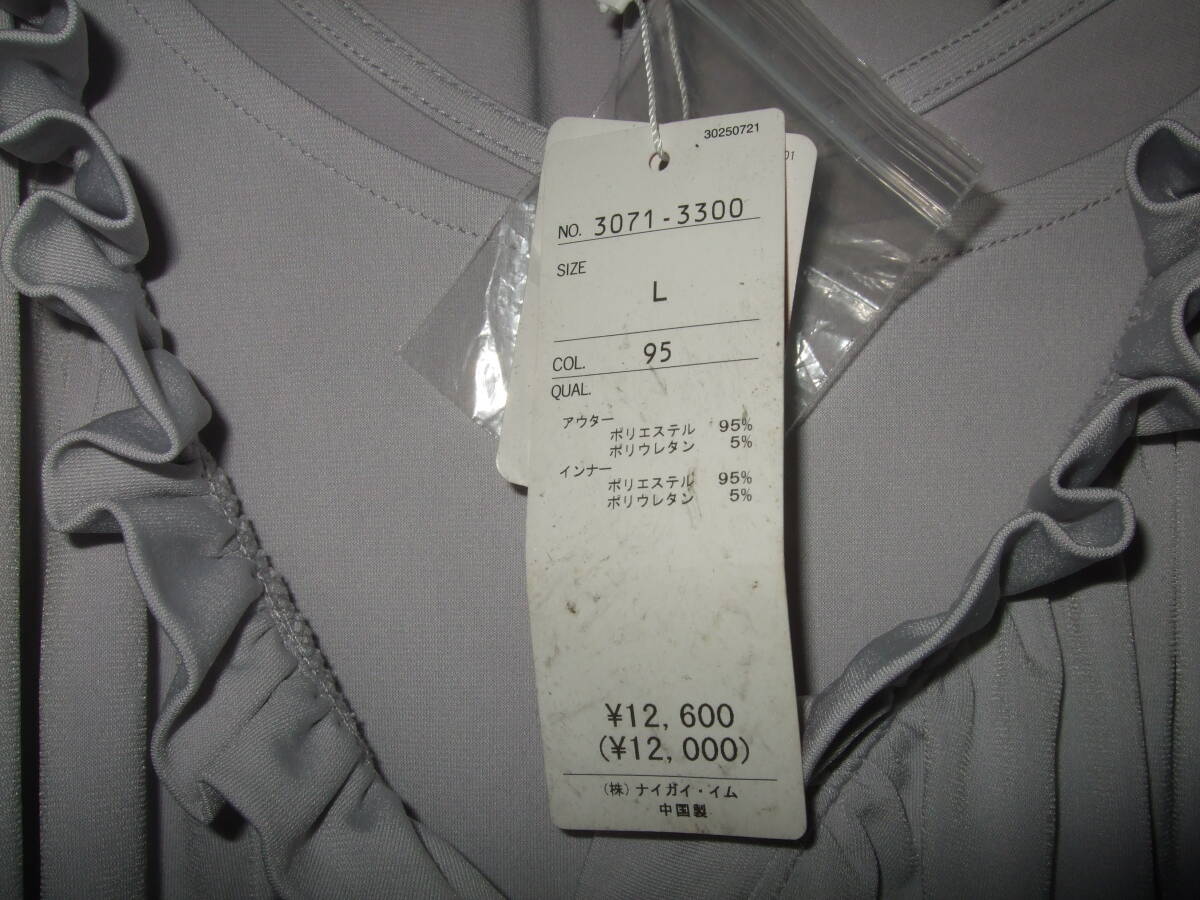 30250721
01
NO. 3071-3300
SIZE
L
COL. 95
QUAL.
アウター
ポリエステル 95%
ポリウレタン 5%
インナー
ポリエステル 95%
ポリウレタン 5%
¥12,600
(¥12,000)
(株)ナイガイ・イム
中国製